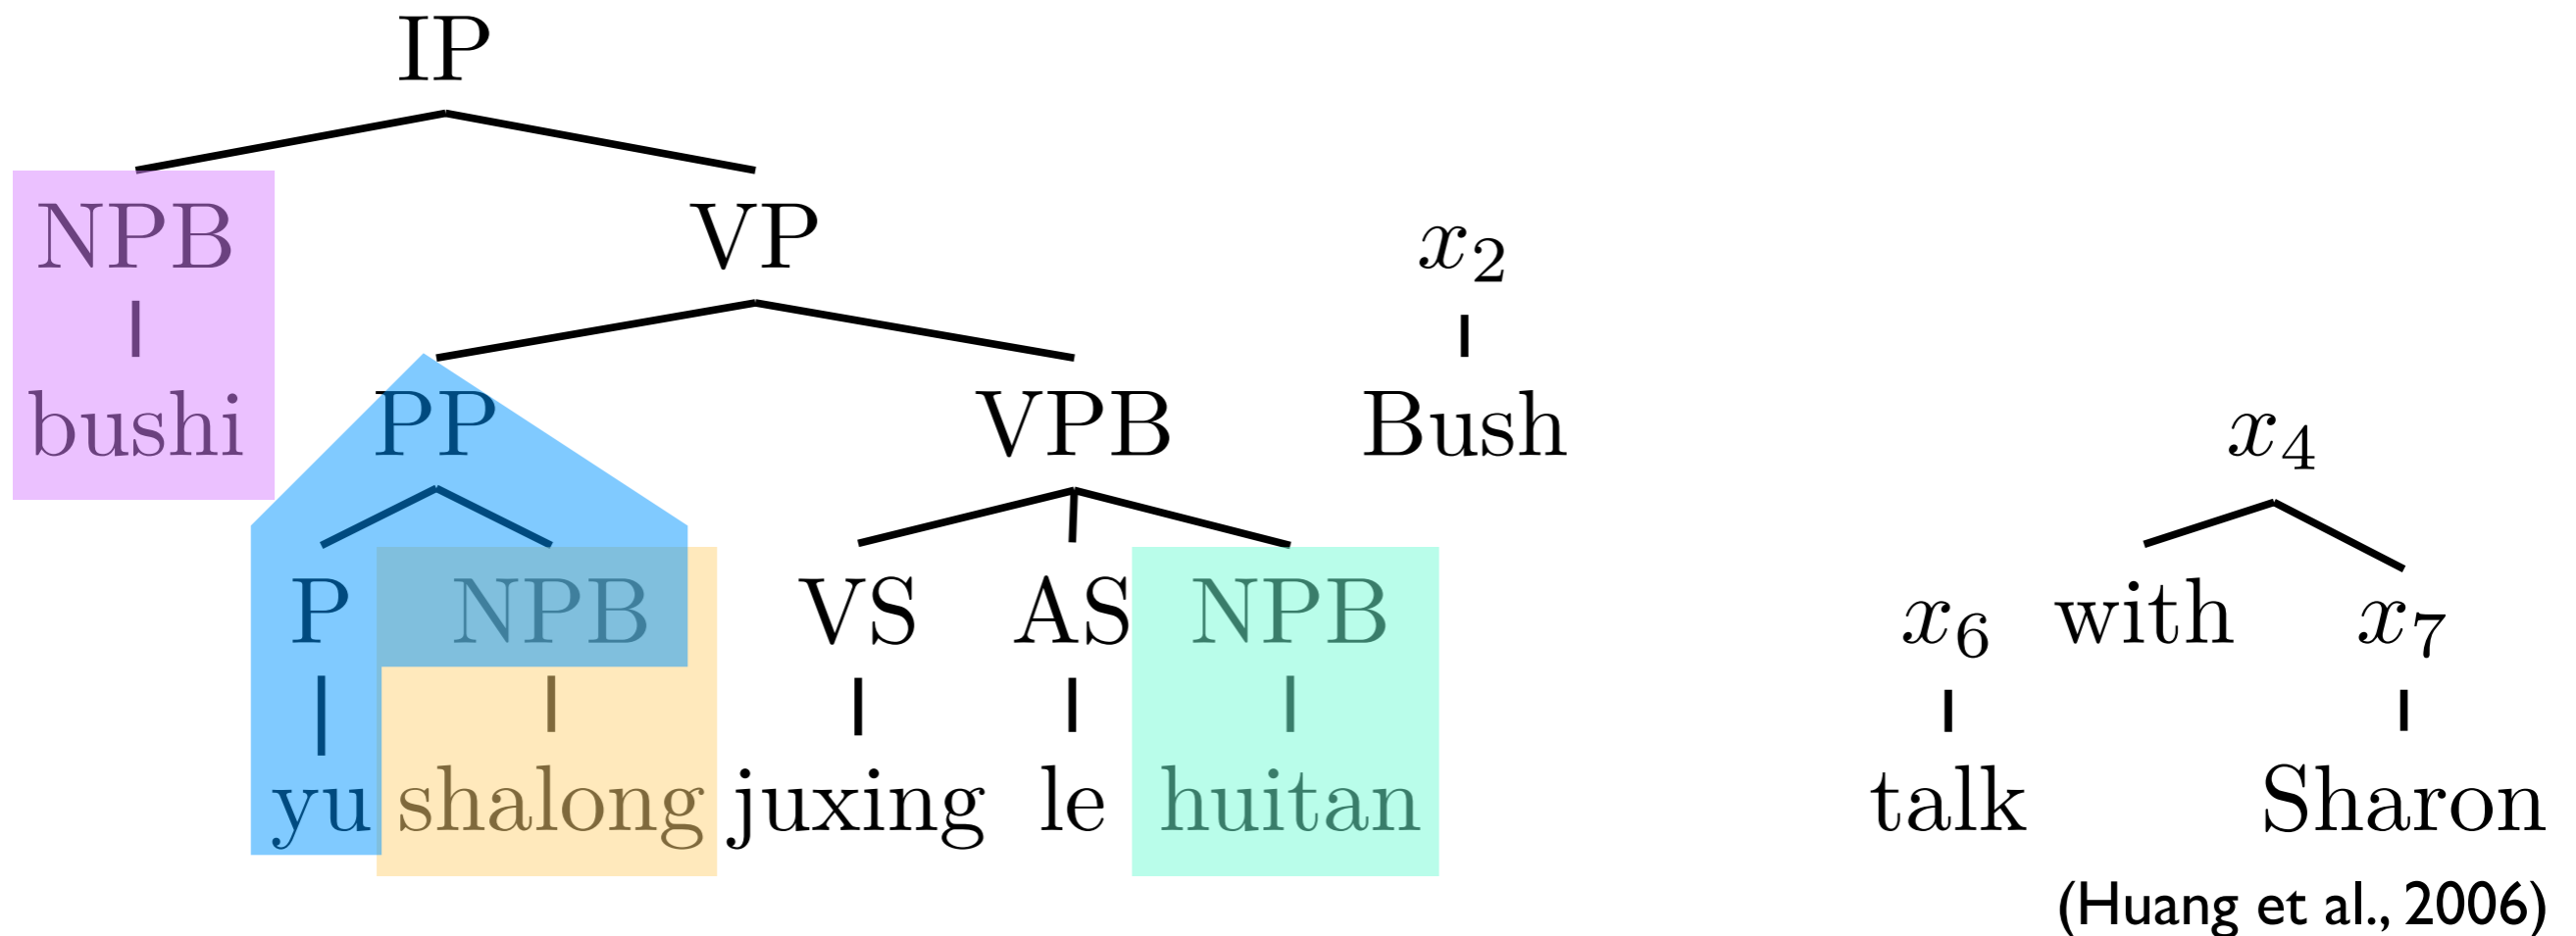 IP
NPB VP x₂
bushi PP VPB Bush x₄
P NPB VS AS NPB x₆ with x₇
yu shalong juxing le huitan talk Sharon
(Huang et al., 2006)